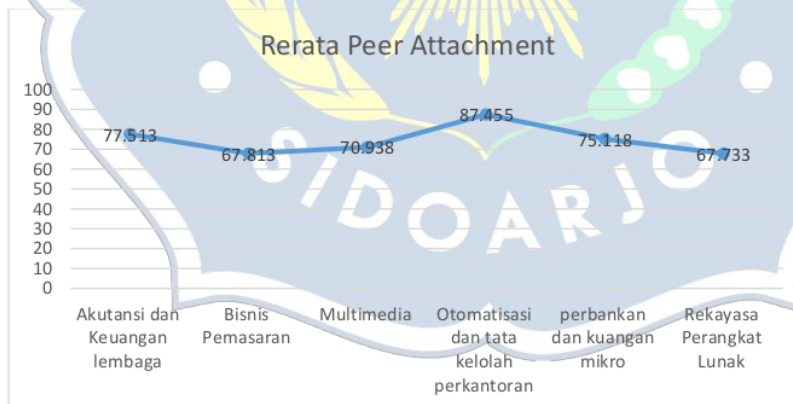 Rerata Peer Attachment
100
90
80
70
60
50
40
30
20
10
0
77.513
67.813
70.938
87.455
75.118
67.733
Akutansi dan
Keuangan
lembaga
Bisnis
Pemasaran
Multimedia
Otomatisasi
dan tata
kelolah
perkantoran
perbankan
dan kuangan
mikro
Rekayasa
Perangkat
Lunak
SIDOARJO